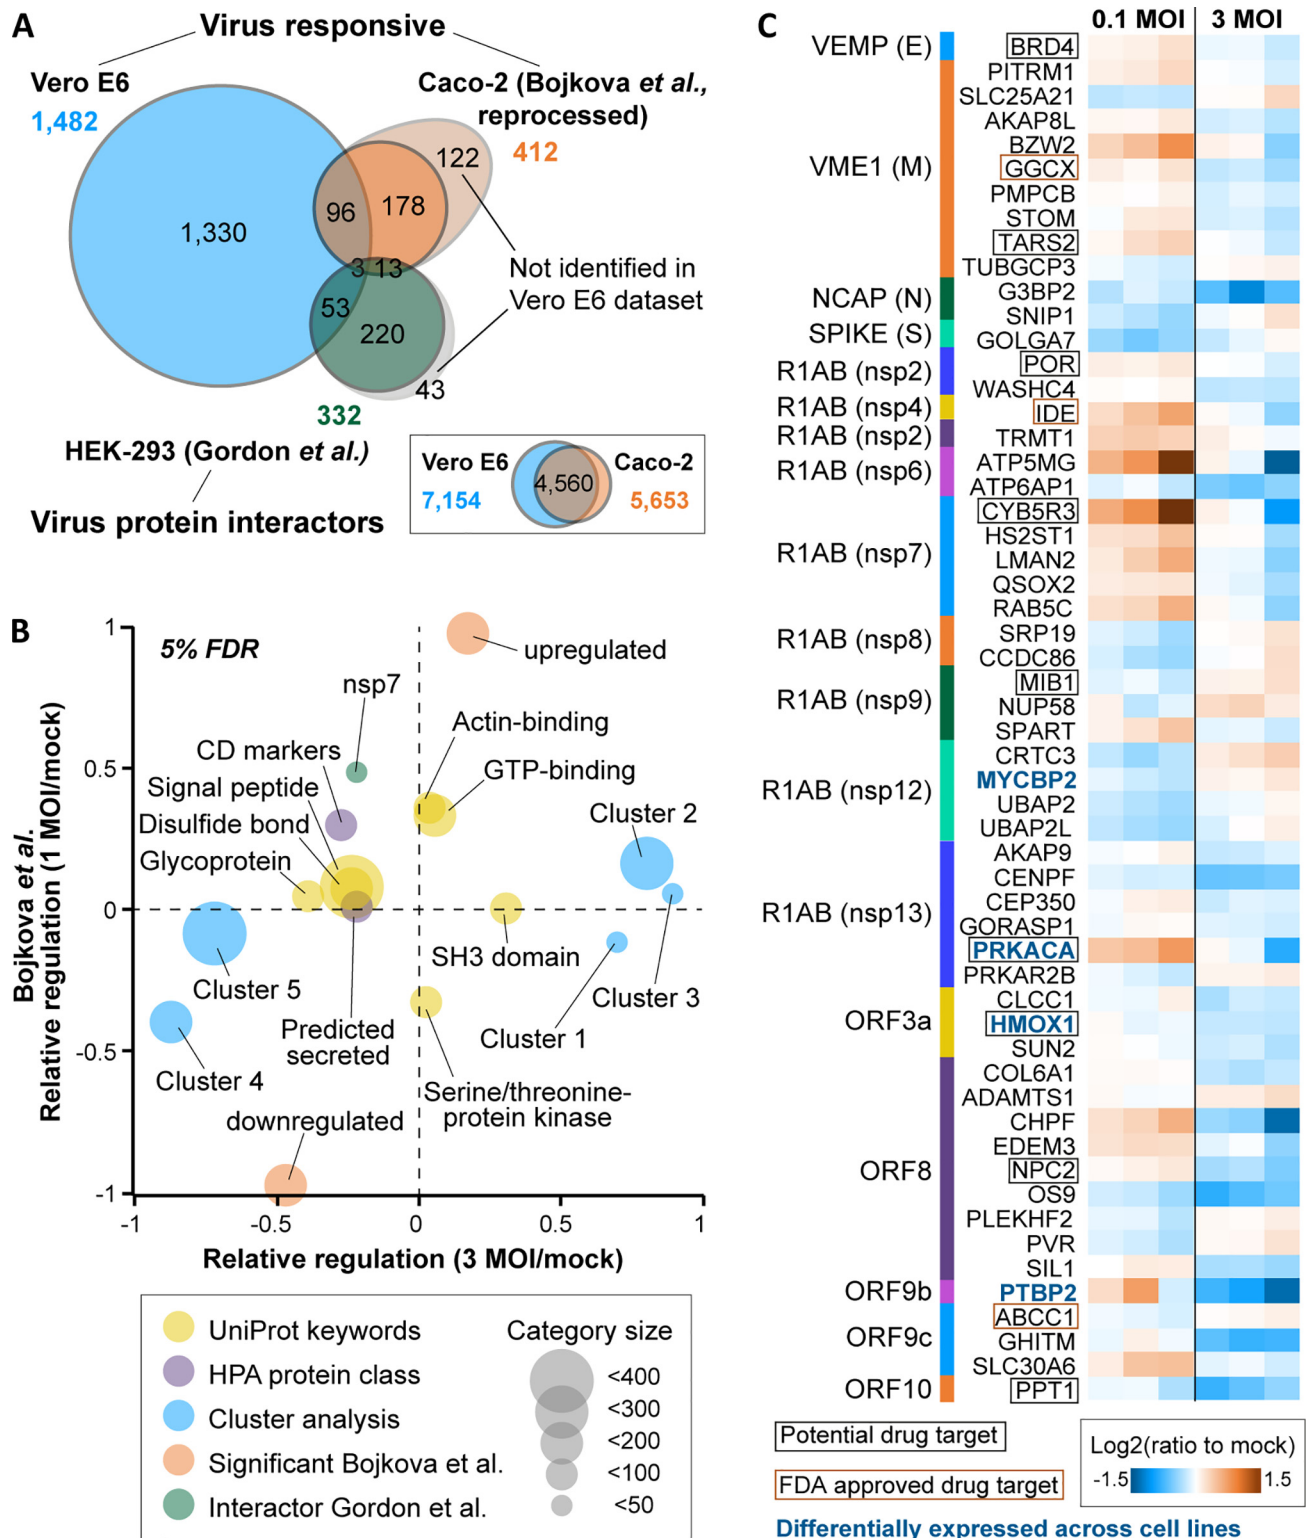 A
Virus responsive
Vero E6
1,482
Caco-2 (Bojkova et al.,
reprocessed)
412
122
96
178
1,330
3
13
Not identified in
Vero E6 dataset
53
220
43
332
HEK-293 (Gordon et al.)
Virus protein interactors
Vero E6
7,154
4,560
Caco-2
5,653
B
Bojkova et al.
Relative regulation (1 MOI/mock)
1
0.5
0
-0.5
-1
5% FDR
upregulated
nsp7
Actin-binding
CD markers
GTP-binding
Signal peptide
Cluster 2
Disulfide bond
Glycoprotein
SH3 domain
Cluster 5
Cluster 3
Predicted
secreted
Cluster 1
Cluster 4
Serine/threonine-
protein kinase
downregulated
-1
-0.5
0
0.5
1
Relative regulation (3 MOI/mock)
UniProt keywords
HPA protein class
Cluster analysis
Significant Bojkova et al.
Interactor Gordon et al.
Category size
<400
<300
<200
<100
<50
C
0.1 MOI
3 MOI
VEMP (E)
VME1 (M)
NCAP (N)
SPIKE (S)
R1AB (nsp2)
R1AB (nsp4)
R1AB (nsp2)
R1AB (nsp6)
R1AB (nsp7)
R1AB (nsp8)
R1AB (nsp9)
R1AB (nsp12)
R1AB (nsp13)
ORF3a
ORF8
ORF9b
ORF9c
ORF10
BRD4
PITRM1
SLC25A21
AKAP8L
BZW2
GGCX
PMPCB
STOM
TARS2
TUBGCP3
G3BP2
SNIP1
GOLGA7
POR
WASHC4
IDE
TRMT1
ATP5MG
ATP6AP1
CYB5R3
HS2ST1
LMAN2
QSOX2
RAB5C
SRP19
CCDC86
MIB1
NUP58
SPART
CRTC3
MYCBP2
UBAP2
UBAP2L
AKAP9
CENPF
CEP350
GORASP1
PRKACA
PRKAR2B
CLCC1
HMOX1
SUN2
COL6A1
ADAMTS1
CHPF
EDEM3
NPC2
OS9
PLEKHF2
PVR
SIL1
PTBP2
ABCC1
GHITM
SLC30A6
PPT1
Potential drug target
FDA approved drug target
Differentially expressed across cell lines
Log2(ratio to mock)
-1.5
1.5